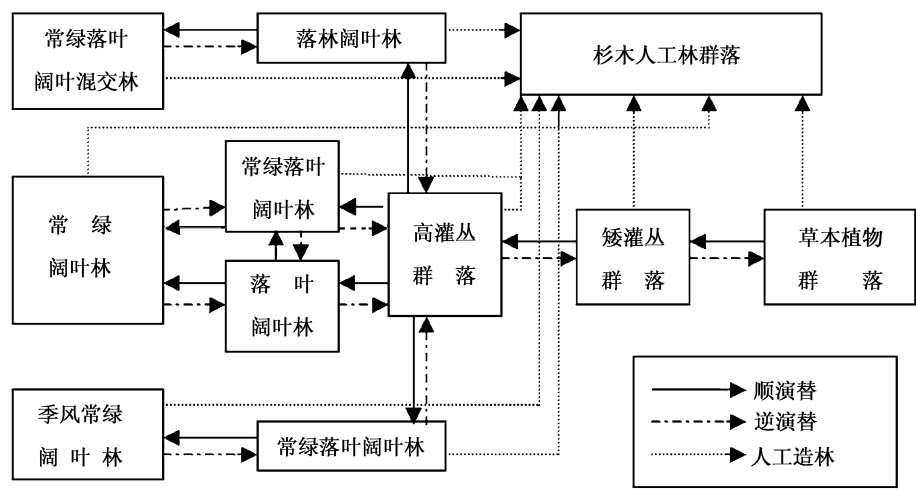 常绿落叶
阔叶混交林
落林阔叶林
杉木人工林群落
常绿落叶
阔叶林
常 绿
阔叶林
高灌丛
群 落
矮灌丛
群 落
草本植物
群 落
落 叶
阔叶林
季风常绿
阔 叶 林
常绿落叶阔叶林
顺演替
逆演替
人工造林